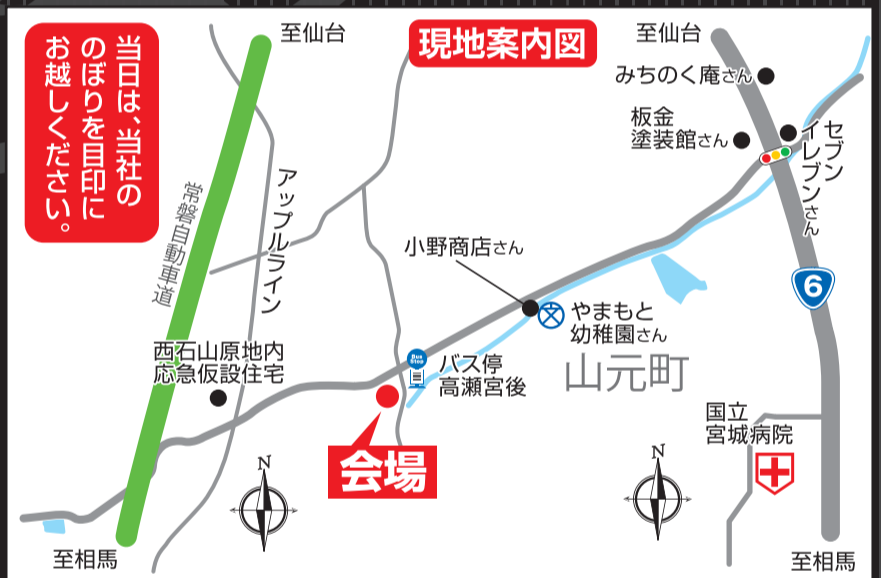 当日は、当社の
のぼりを目印に
お越しください。
至仙台
現地案内図
至仙台
みちのく庵さん
板金
塗装館さん
セブン
イレブンさん
常磐自動車道
アップルライン
小野商店さん
6
やまもと
幼稚園さん
西石山原地内
応急仮設住宅
Bus
Stop
バス停
高瀬宮後
山元町
国立
宮城病院
会場
N
N
至相馬
至相馬